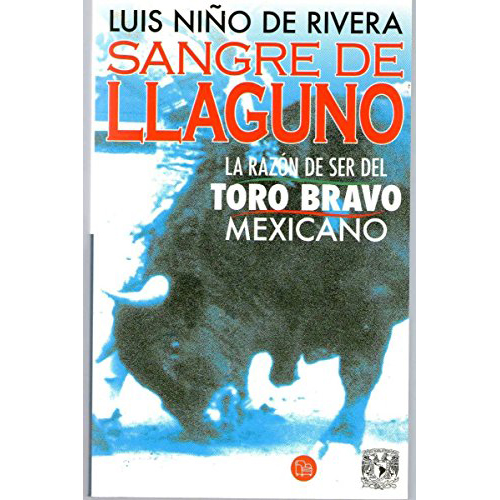 LUIS NIÑO DE RIVERA
SANGRE DE
LLAGUNO
LA RAZÓN DE SER DEL
TORO BRAVO
MEXICANO